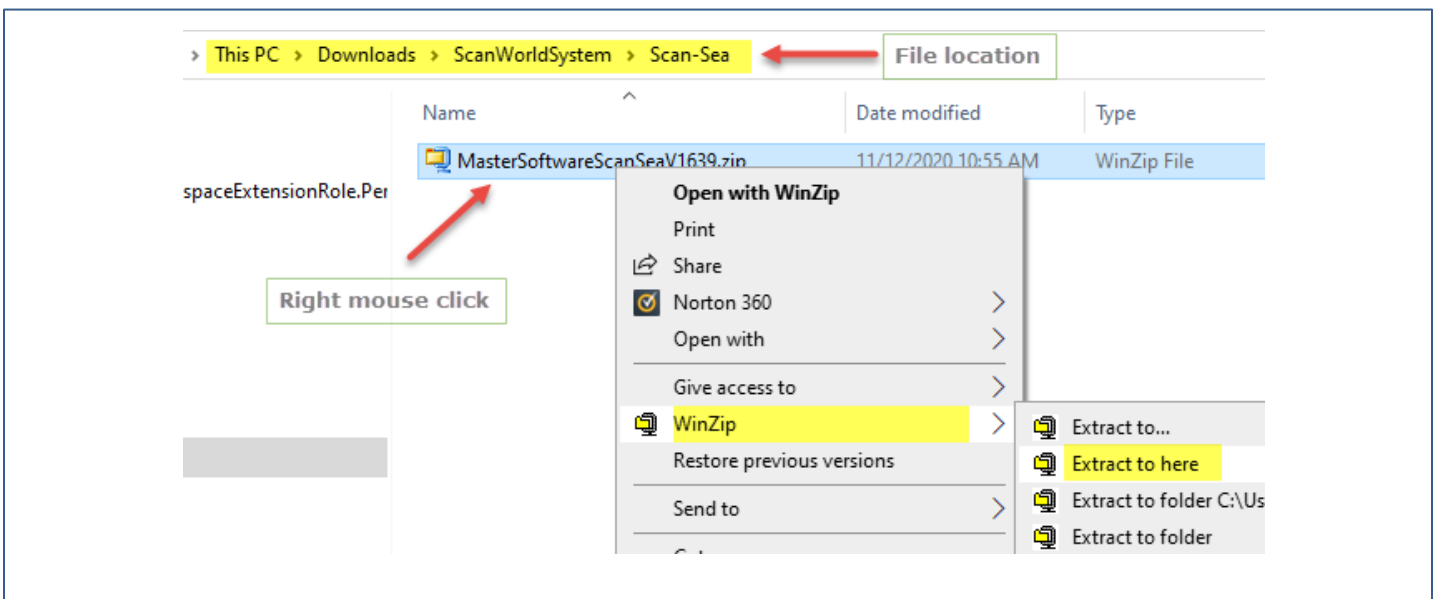 This PC > Downloads > ScanWorldSystem > Scan-Sea
File location
Name Date modified Type
MasterSoftwareScanSeaV1639.zip 11/12/2020 10:55 AM WinZip File
spaceExtensionRole.Per
Open with WinZip
Print
Share
Right mouse click
Norton 360
Open with
Give access to
WinZip
Extract to...
Restore previous versions
Extract to here
Send to
Extract to folder C:\Us
Extract to folder